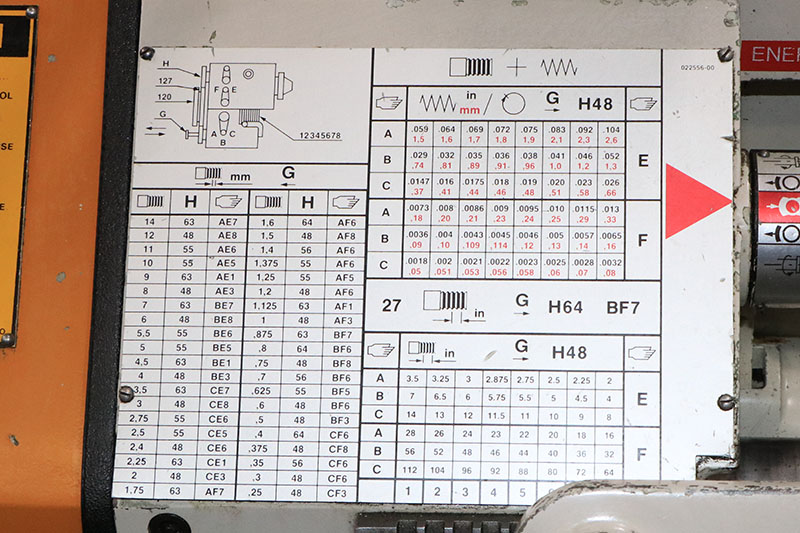 OL
SE
ENER
022556-00
H
127
120
G
F E
A C
B
12345678
mm G
H H
14 63 AE7 1,6 64 AF6
12 48 AE8 1,5 48 AF8
11 55 AE6 1,4 56 AF6
10 55 AE5 1,375 55 AF6
9 63 AE1 1,25 55 AF5
8 48 AE3 1,2 48 AF6
7 63 BE7 1,125 63 AF1
6 48 BE8 1 48 AF3
5,5 55 BE6 ,875 63 BF7
5 55 BE5 ,8 64 BF6
4,5 63 BE1 ,75 48 BF8
4 48 BE3 ,7 56 BF6
3,5 63 CE7 ,625 55 BF5
3 48 CE8 ,6 48 BF6
2,75 55 CE6 ,5 48 BF3
2,5 55 CE5 ,4 64 CF6
2,4 48 CE6 ,375 48 CF8
2,25 63 CE1 ,35 56 CF6
2 48 CE3 ,3 48 CF6
1,75 63 AF7 ,25 48 CF3
+
in
mm / G H48
A .059 .064 .069 .072 .075 .083 .092 .104
1,5 1,6 1,7 1,8 1,9 2,1 2,3 2,6
B .029 .032 .035 .036 .038 .041 .046 .052 E
.74 .81 .89 .91 .96 1,0 1,2 1,3
C .0147 .016 .0175 .018 .019 .020 .023 .026
.37 .41 .44 .46 .48 .51 .58 .66
A .0073 .008 .0086 .009 .0095 .010 .0115 .013
.18 .20 .21 .23 .24 .25 .29 .33
B .0036 .004 .0043 .0045 .0048 .005 .0057 .0065 F
.09 .10 .109 .114 .12 .13 .14 .16
C .0018 .002 .0021 .0022 .0023 .0025 .0028 .0032
.05 .051 .053 .056 .058 .06 .07 .08
27 in G H64 BF7
in G H48
A 3.5 3.25 3 2.875 2.75 2.5 2.25 2
B 7 6.5 6 5.75 5.5 5 4.5 4 E
C 14 13 12 11.5 11 10 9 8
A 28 26 24 23 22 20 18 16
B 56 52 48 46 44 40 36 32 F
C 112 104 96 92 88 80 72 64
1 2 3 4 5